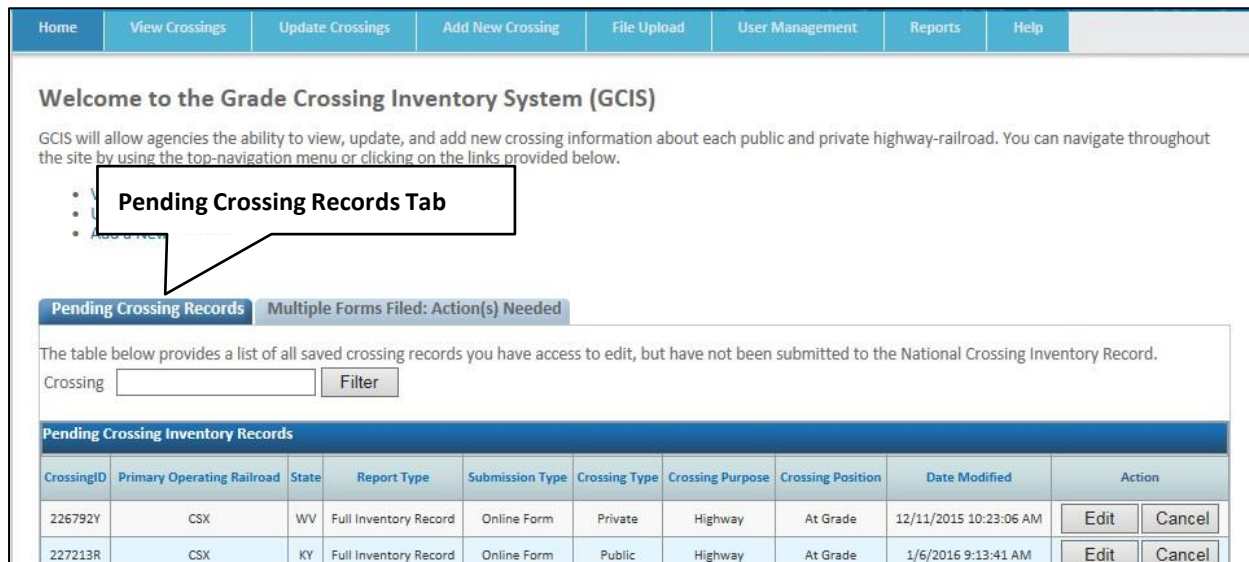 Home View Crossings Update Crossings Add New Crossing File Upload User Management Reports Help
Welcome to the Grade Crossing Inventory System (GCIS)
GCIS will allow agencies the ability to view, update, and add new crossing information about each public and private highway-railroad. You can navigate throughout
the site by using the top-navigation menu or clicking on the links provided below.
Pending Crossing Records Tab
Pending Crossing Records Multiple Forms Filed: Action(s) Needed
The table below provides a list of all saved crossing records you have access to edit, but have not been submitted to the National Crossing Inventory Record.
Crossing Filter
Pending Crossing Inventory Records
CrossingID Primary Operating Railroad State Report Type Submission Type Crossing Type Crossing Purpose Crossing Position Date Modified Action
226792Y CSX WV Full Inventory Record Online Form Private Highway At Grade 12/11/2015 10:23:06 AM Edit Cancel
227213R CSX KY Full Inventory Record Online Form Public Highway At Grade 1/6/2016 9:13:41 AM Edit Cancel